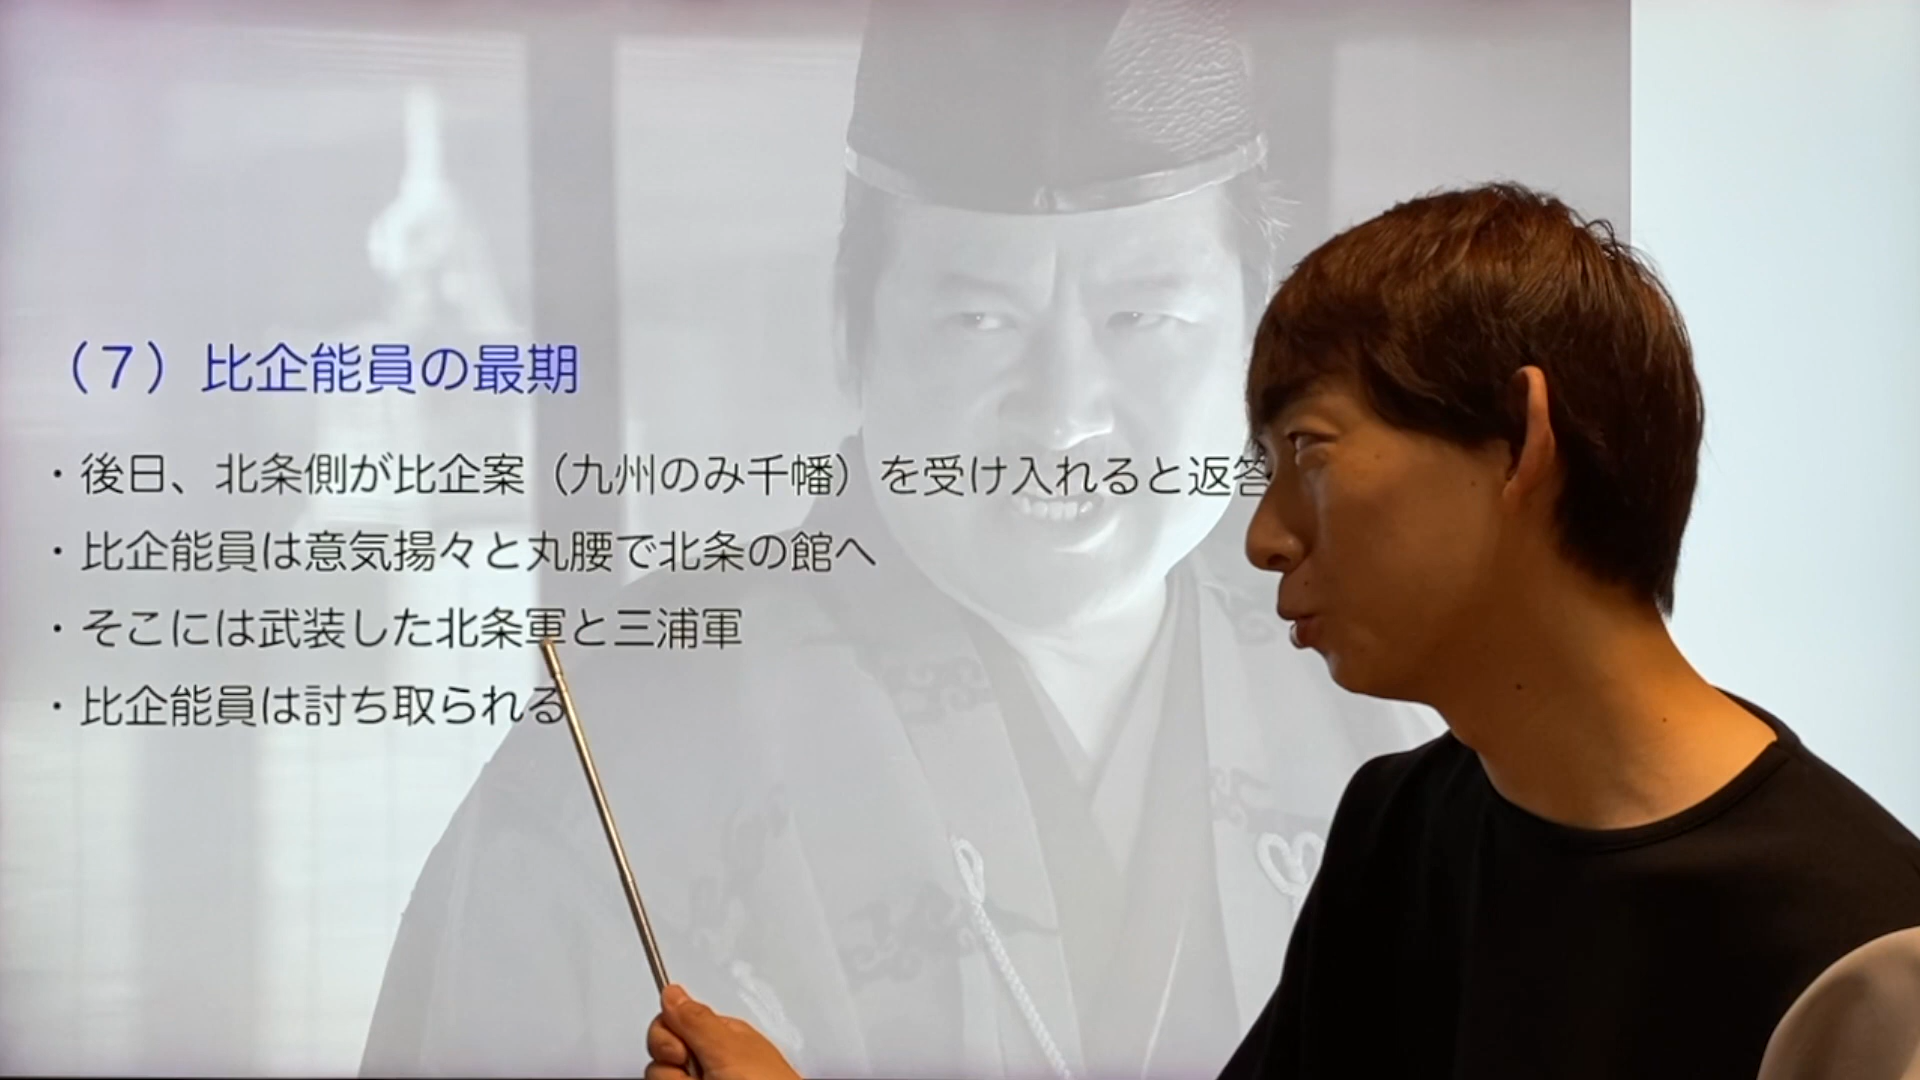 （７）比企能員の最期
・後日、北条側が比企案（九州のみ千幡）を受け入れると返答
・比企能員は意気揚々と丸腰で北条の館へ
・そこには武装した北条軍と三浦軍
・比企能員は討ち取られる